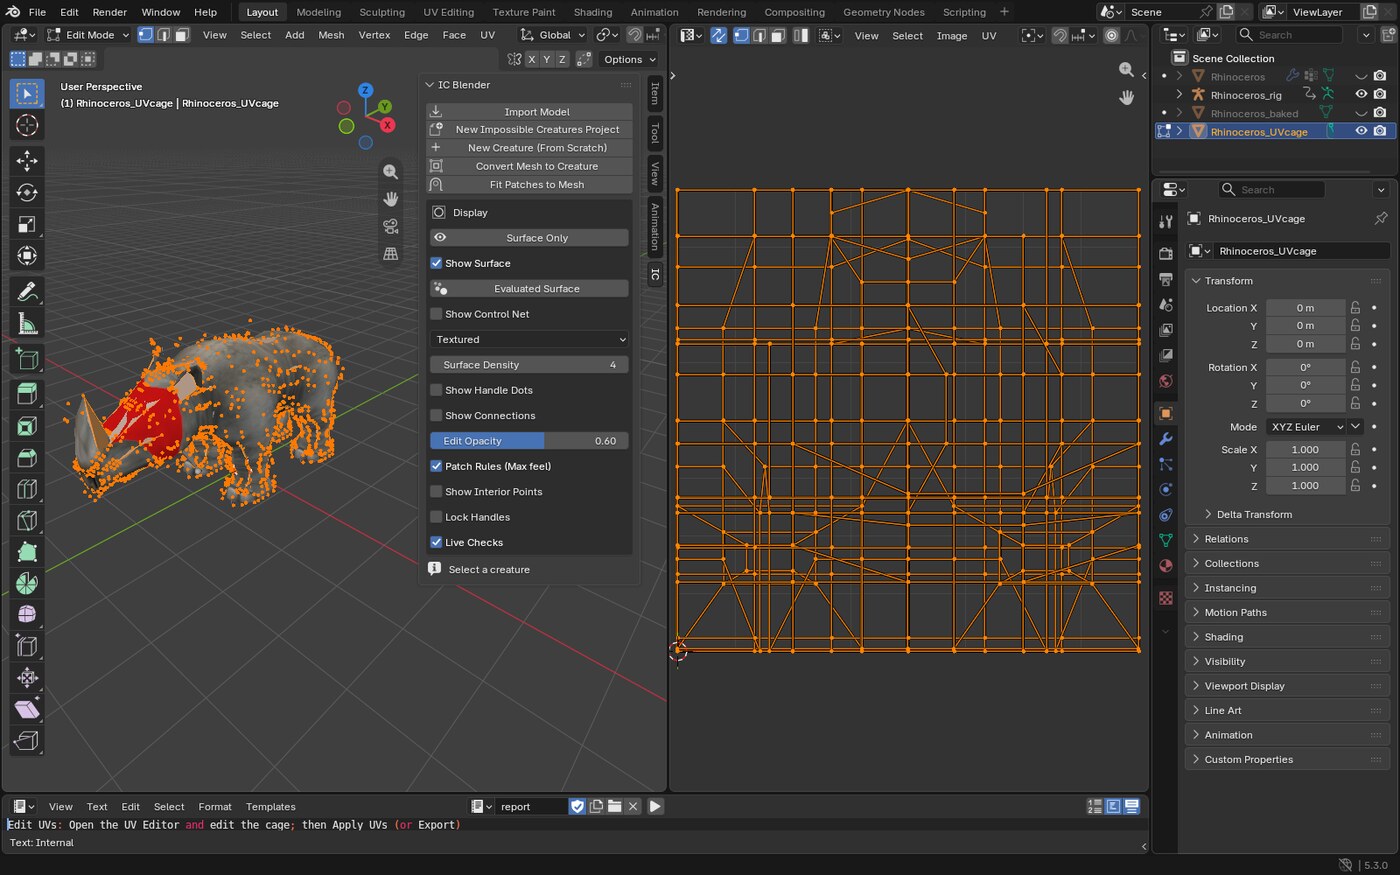 File Edit Render Window Help Layout Modeling Sculpting UV Editing Texture Paint Shading Animation Rendering Compositing Geometry Nodes Scripting + Scene ViewLayer
Edit Mode View Select Add Mesh Vertex Edge Face UV Global
View Select Image UV
Search
X Y Z Options
Scene Collection
Rhinoceros
Rhinoceros_rig
Rhinoceros_baked
Rhinoceros_UVcage
User Perspective
(1) Rhinoceros_UVcage | Rhinoceros_UVcage
Z
Y
X
IC Blender
Import Model
New Impossible Creatures Project
New Creature (From Scratch)
Convert Mesh to Creature
Fit Patches to Mesh
Display
Surface Only
Show Surface
Evaluated Surface
Show Control Net
Textured
Surface Density 4
Show Handle Dots
Show Connections
Edit Opacity 0.60
Patch Rules (Max feel)
Show Interior Points
Lock Handles
Live Checks
Select a creature
Item
Tool
View
Animation
IC
Search
Rhinoceros_UVcage
Rhinoceros_UVcage
Transform
Location X 0 m
Y 0 m
Z 0 m
Rotation X 0°
Y 0°
Z 0°
Mode XYZ Euler
Scale X 1.000
Y 1.000
Z 1.000
Delta Transform
Relations
Collections
Instancing
Motion Paths
Shading
Visibility
Viewport Display
Line Art
Animation
Custom Properties
View Text Edit Select Format Templates report
Edit UVs: Open the UV Editor and edit the cage; then Apply UVs (or Export)
Text: Internal
5.3.0